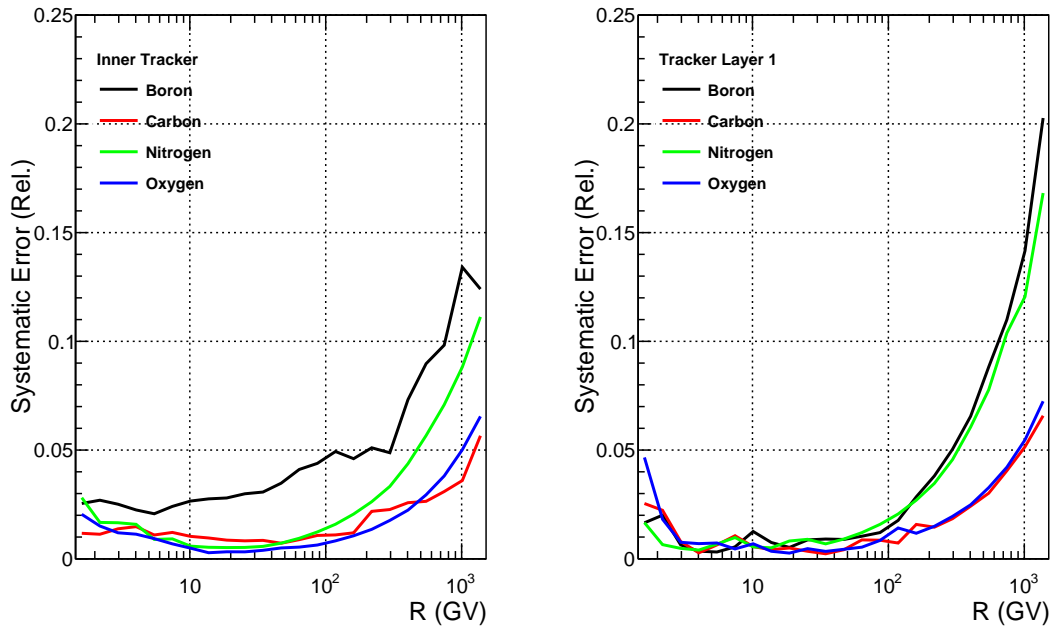 Systematic Error (Rel.)
0.25
0.2
0.15
0.1
0.05
0
Inner Tracker
Boron
Carbon
Nitrogen
Oxygen
10
10²
10³
R (GV)
Systematic Error (Rel.)
0.25
0.2
0.15
0.1
0.05
0
Tracker Layer 1
Boron
Carbon
Nitrogen
Oxygen
10
10²
10³
R (GV)